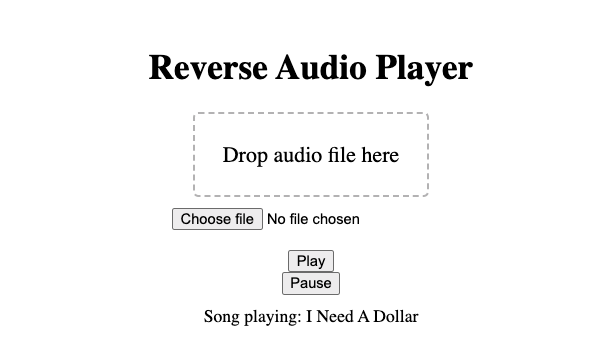 Reverse Audio Player
Drop audio file here
Choose file No file chosen
Play
Pause
Song playing: I Need A Dollar